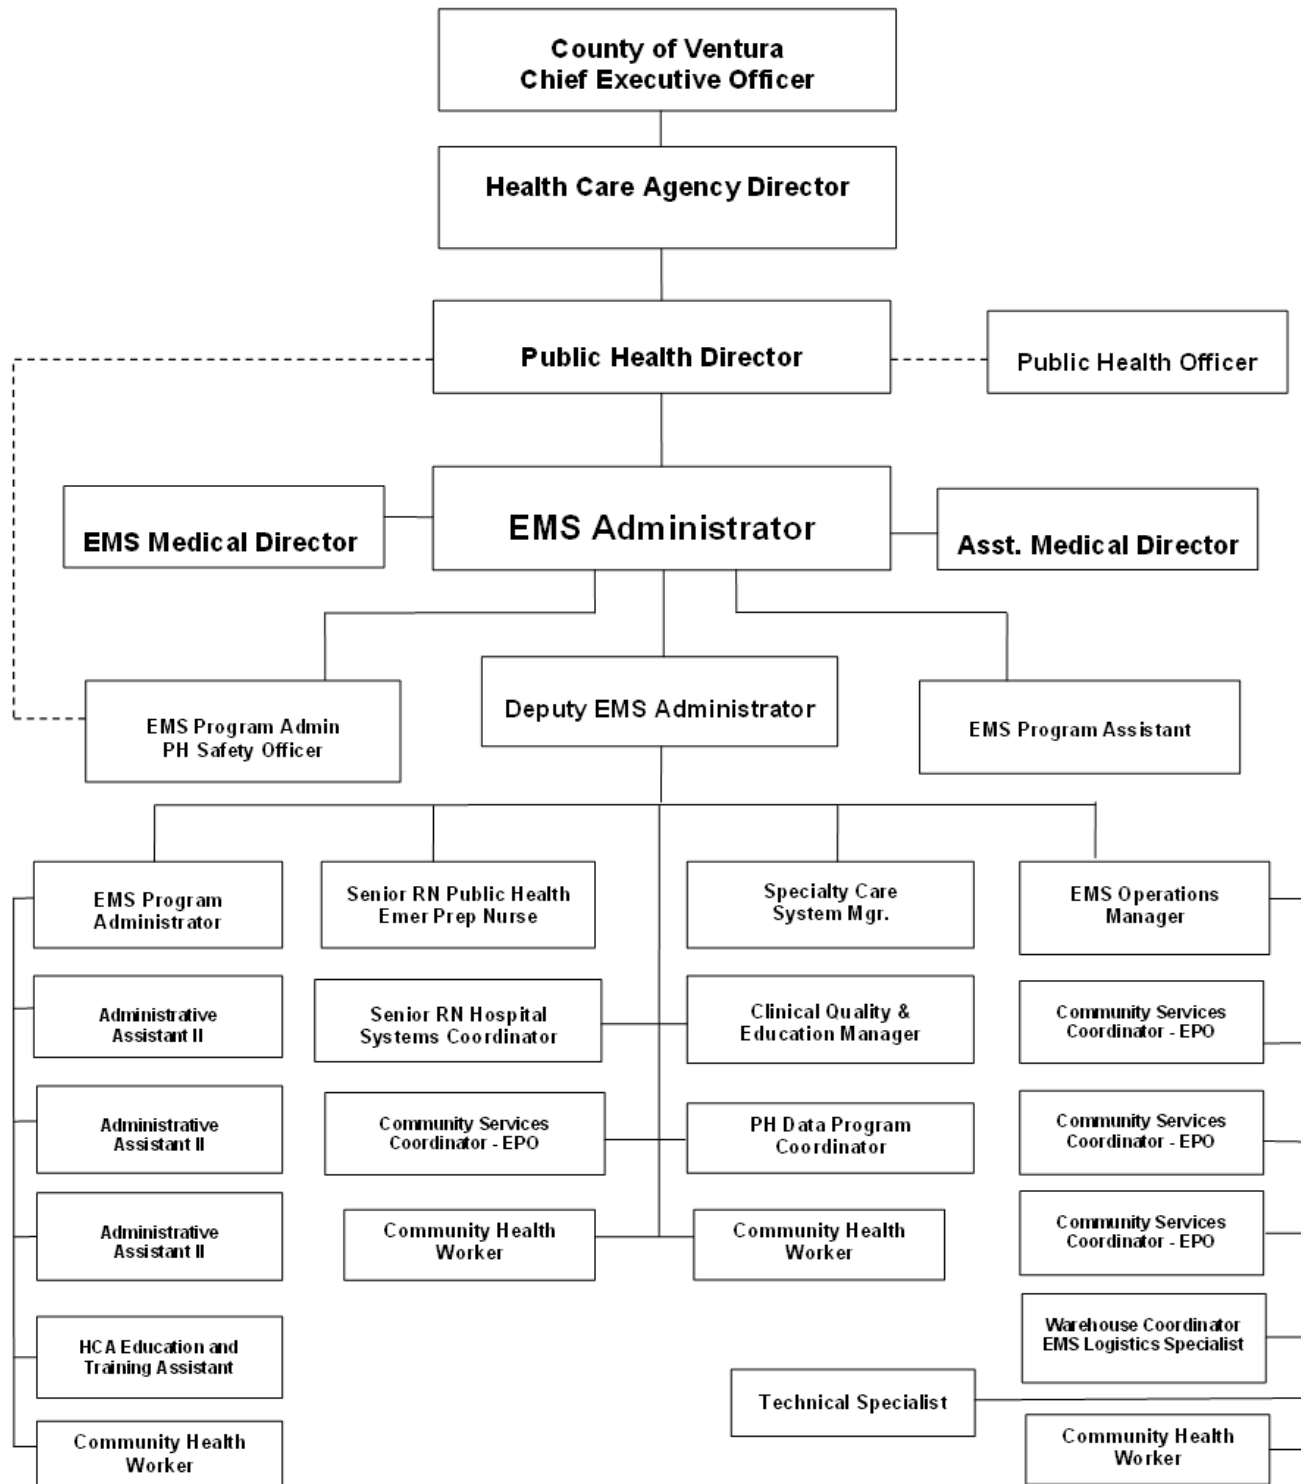 County of Ventura
Chief Executive Officer
Health Care Agency Director
Public Health Director
Public Health Officer
EMS Medical Director
EMS Administrator
Asst. Medical Director
EMS Program Admin
PH Safety Officer
Deputy EMS Administrator
EMS Program Assistant
EMS Program
Administrator
Senior RN Public Health
Emer Prep Nurse
Specialty Care
System Mgr.
EMS Operations
Manager
Administrative
Assistant II
Senior RN Hospital
Systems Coordinator
Clinical Quality &
Education Manager
Community Services
Coordinator - EPO
Administrative
Assistant II
Community Services
Coordinator - EPO
PH Data Program
Coordinator
Community Services
Coordinator - EPO
Administrative
Assistant II
Community Health
Worker
Community Health
Worker
Community Services
Coordinator - EPO
HCA Education and
Training Assistant
Warehouse Coordinator
EMS Logistics Specialist
Technical Specialist
Community Health
Worker
Community Health
Worker